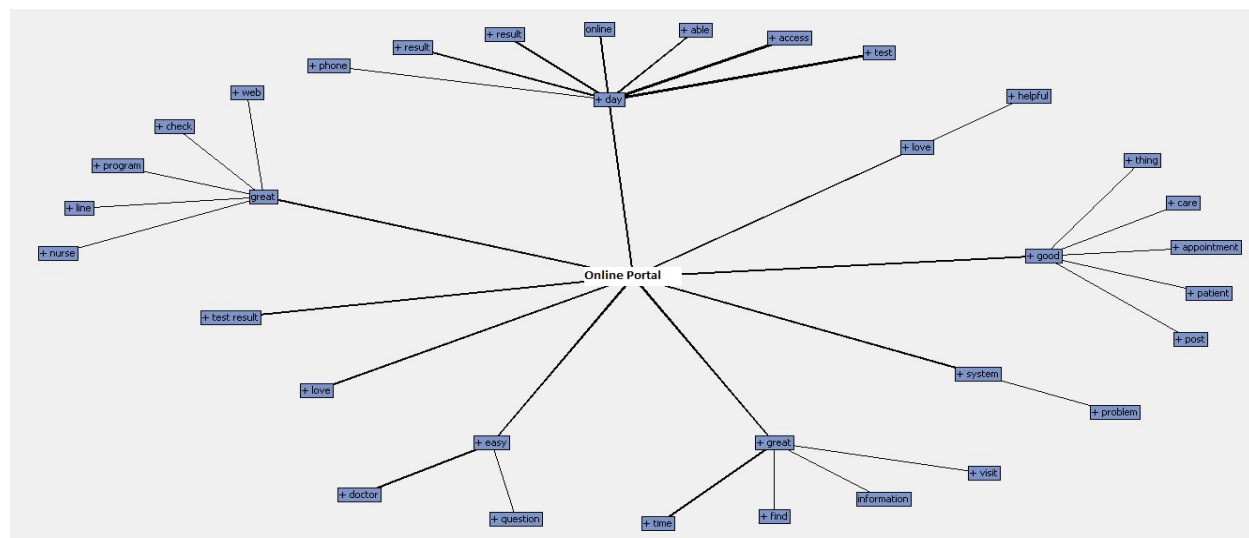 online
+ able
+ result
+ access
+ result
+ test
+ phone
+ web
+ day
+ helpful
+ check
+ love
+ thing
+ program
great
+ care
+ line
+ appointment
+ nurse
+ good
Online Portal
+ patient
+ test result
+ post
+ system
+ love
+ problem
+ easy
+ great
+ visit
+ doctor
information
+ question
+ find
+ time